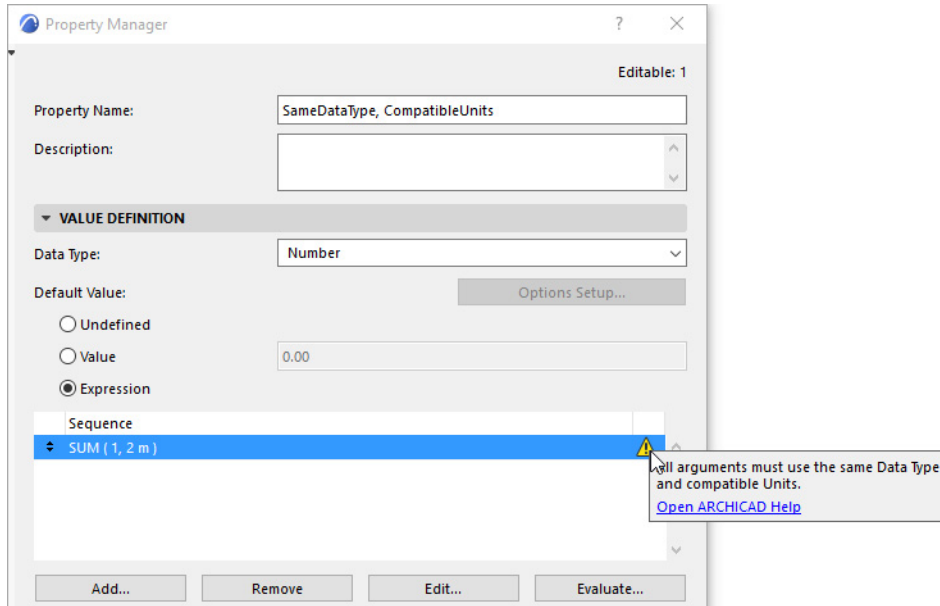 Property Manager
?
Editable: 1
Property Name:
SameDataType, CompatibleUnits
Description:
VALUE DEFINITION
Data Type:
Number
Default Value:
Options Setup...
Undefined
Value
0.00
Expression
Sequence
SUM ( 1, 2 m )
All arguments must use the same Data Type
and compatible Units.
Open ARCHICAD Help
Add...
Remove
Edit...
Evaluate...